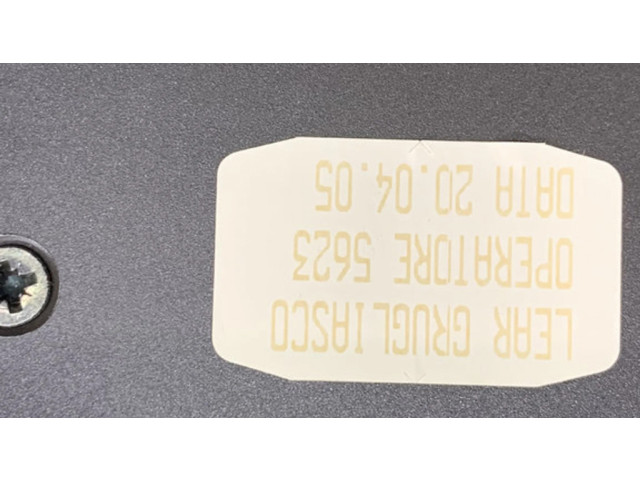 LEAR GRUGLIASCO
OPERATORE 5623
DATA 20.04.05